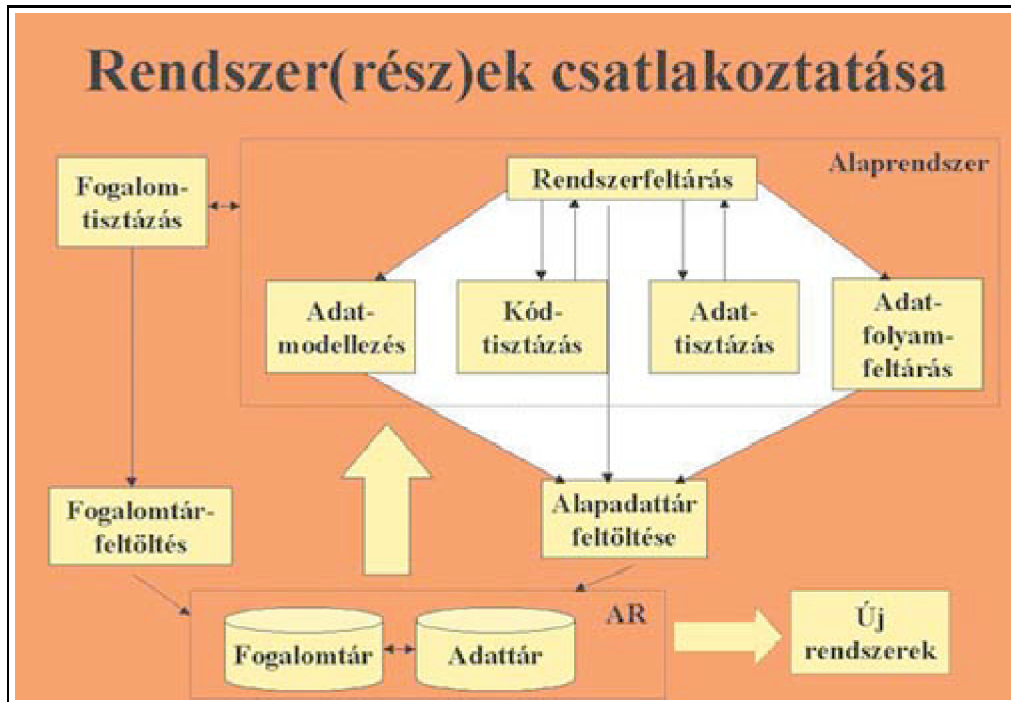 Rendszer(rész)ek csatlakoztatása
Alaprendszer
Fogalom-
tisztázás
Rendszerfeltárás
Adat-
modellezés
Kód-
tisztázás
Adat-
tisztázás
Adat-
folyam-
feltárás
Fogalomtár-
feltöltés
Alapadattár
feltöltése
AR
Fogalomtár
Adattár
Új
rendszerek